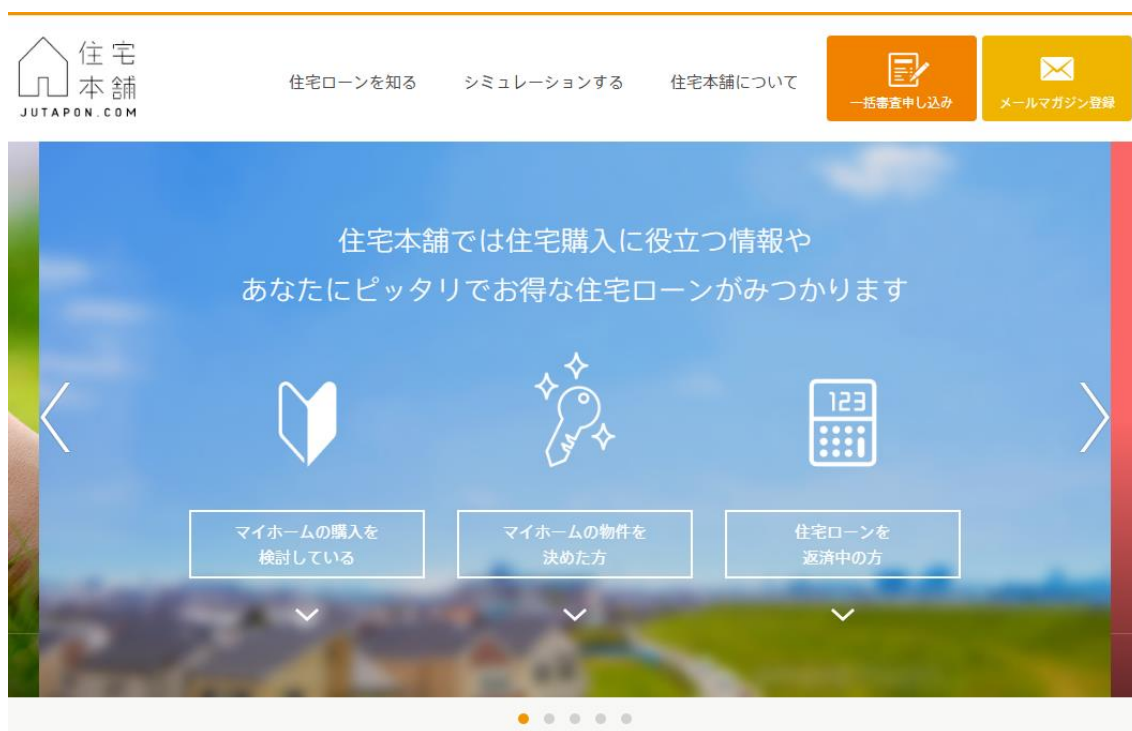 住宅
本舗
JUTAPON.COM
住宅ローンを知る
シミュレーションする
住宅本舗について
一括審査申し込み
メールマガジン登録
住宅本舗では住宅購入に役立つ情報や
あなたにピッタリでお得な住宅ローンがみつかります
123
マイホームの購入を
検討している
マイホームの物件を
決めた方
住宅ローンを
返済中の方